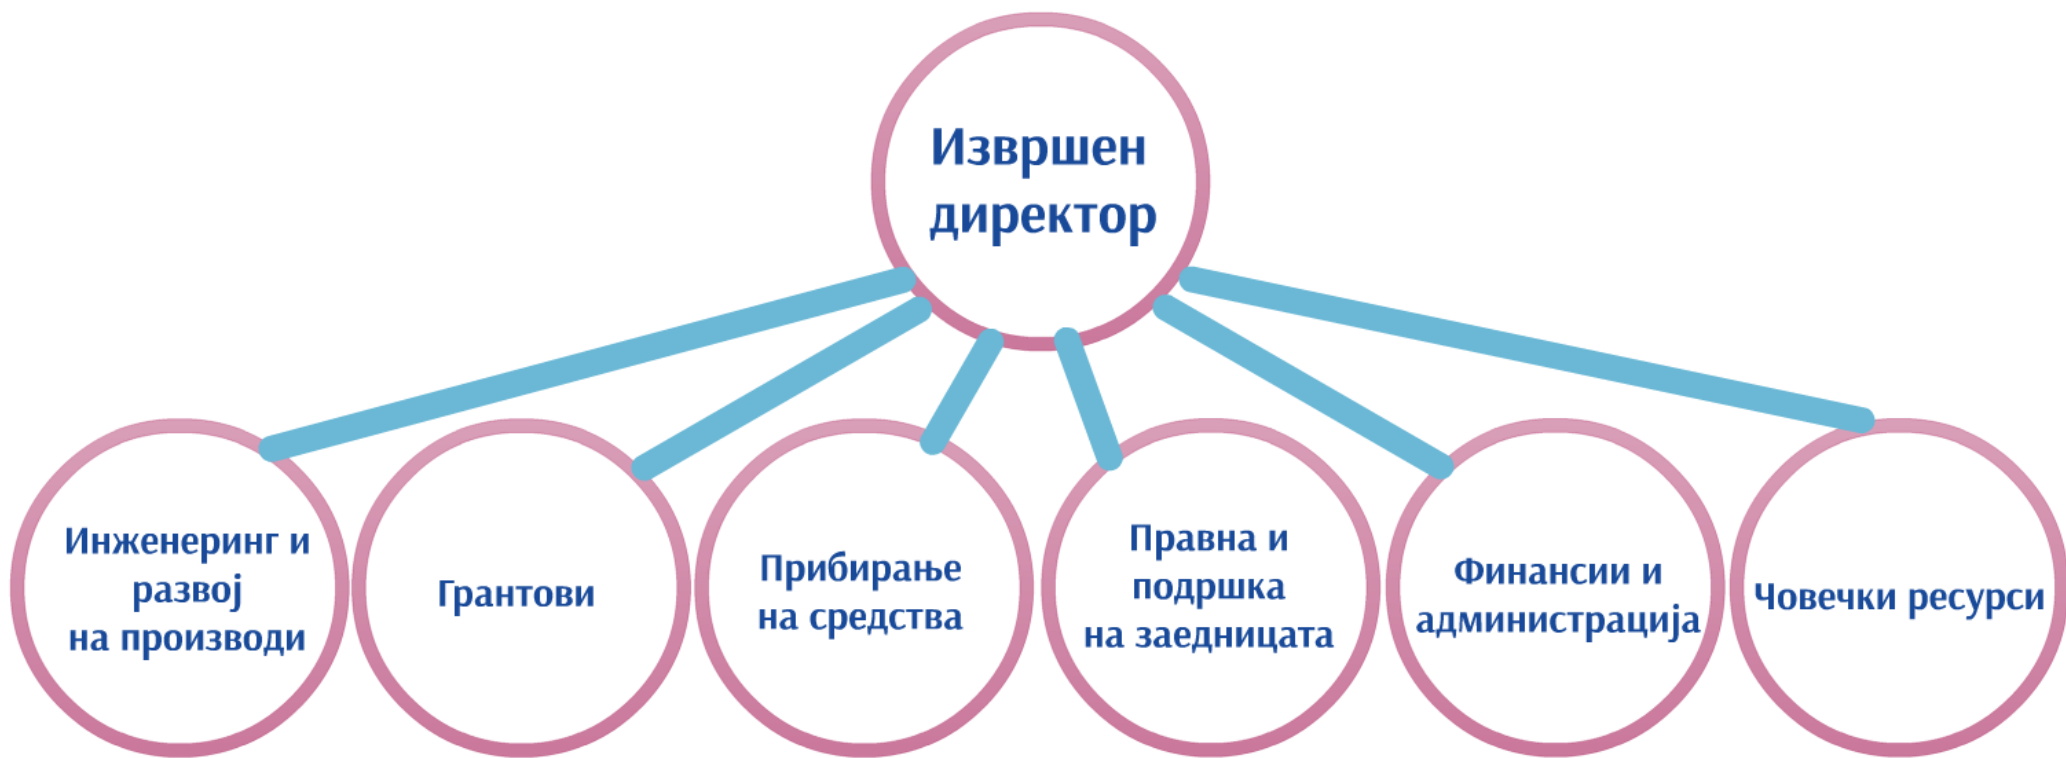 Извршен
директор
Инженеринг и
развој
на производи
Грантови
Прибирање
на средства
Правна и
подршка
на заедницата
Финансии и
администрација
Човечки ресурси